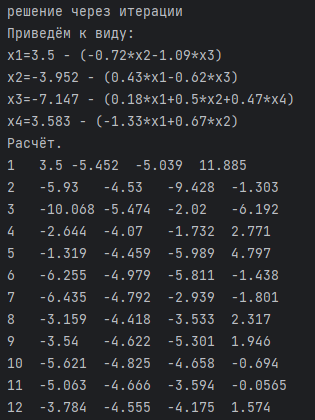 решение через итерации
Приведём к виду:
x1=3.5 - (-0.72*x2-1.09*x3)
x2=-3.952 - (0.43*x1-0.62*x3)
x3=-7.147 - (0.18*x1+0.5*x2+0.47*x4)
x4=3.583 - (-1.33*x1+0.67*x2)
Расчёт.
1 3.5 -5.452 -5.039 11.885
2 -5.93 -4.53 -9.428 -1.303
3 -10.068 -5.474 -2.02 -6.192
4 -2.644 -4.07 -1.732 2.771
5 -1.319 -4.459 -5.989 4.797
6 -6.255 -4.979 -5.811 -1.438
7 -6.435 -4.792 -2.939 -1.801
8 -3.159 -4.418 -3.533 2.317
9 -3.54 -4.622 -5.301 1.946
10 -5.621 -4.825 -4.658 -0.694
11 -5.063 -4.666 -3.594 -0.0565
12 -3.784 -4.555 -4.175 1.574